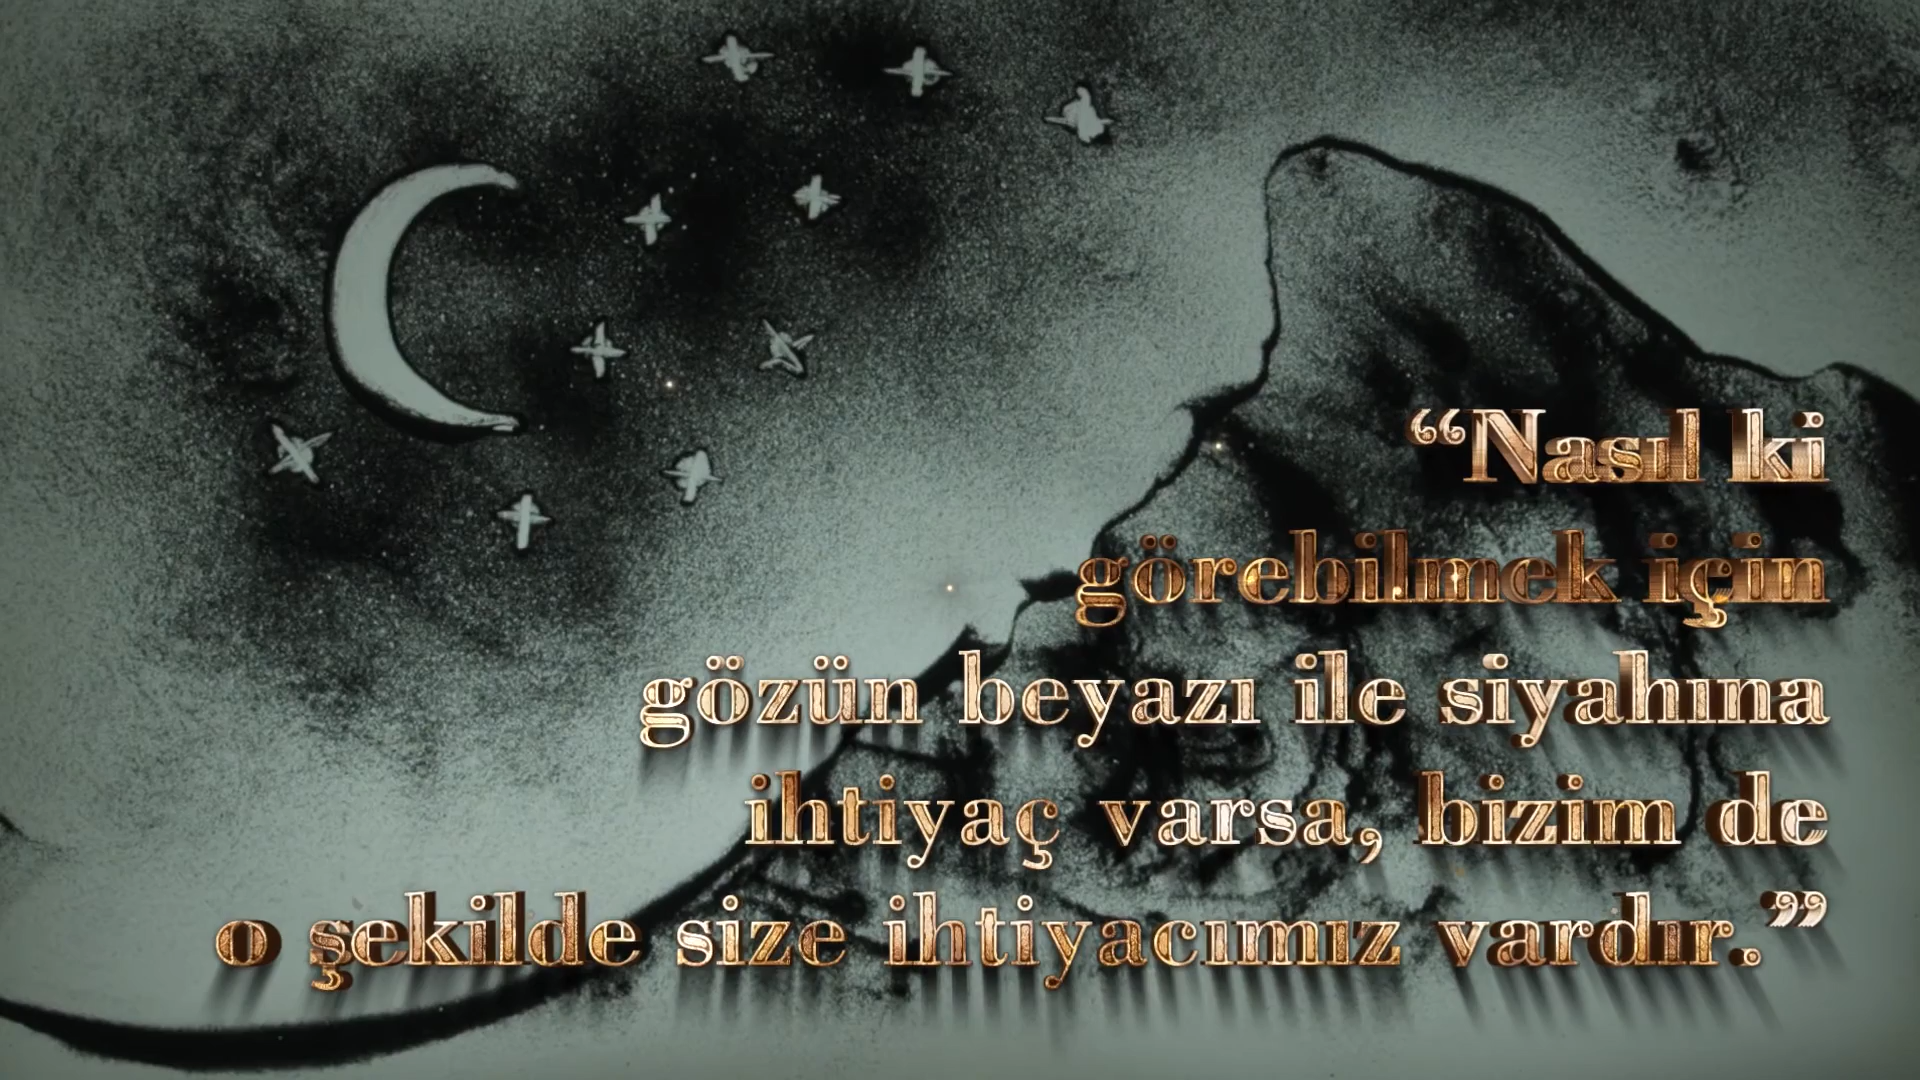 “Nasıl ki
görebilmek için
gözün beyazı ile siyahına
ihtiyaç varsa, bizim de
o şekilde size ihtiyacımız vardır.”